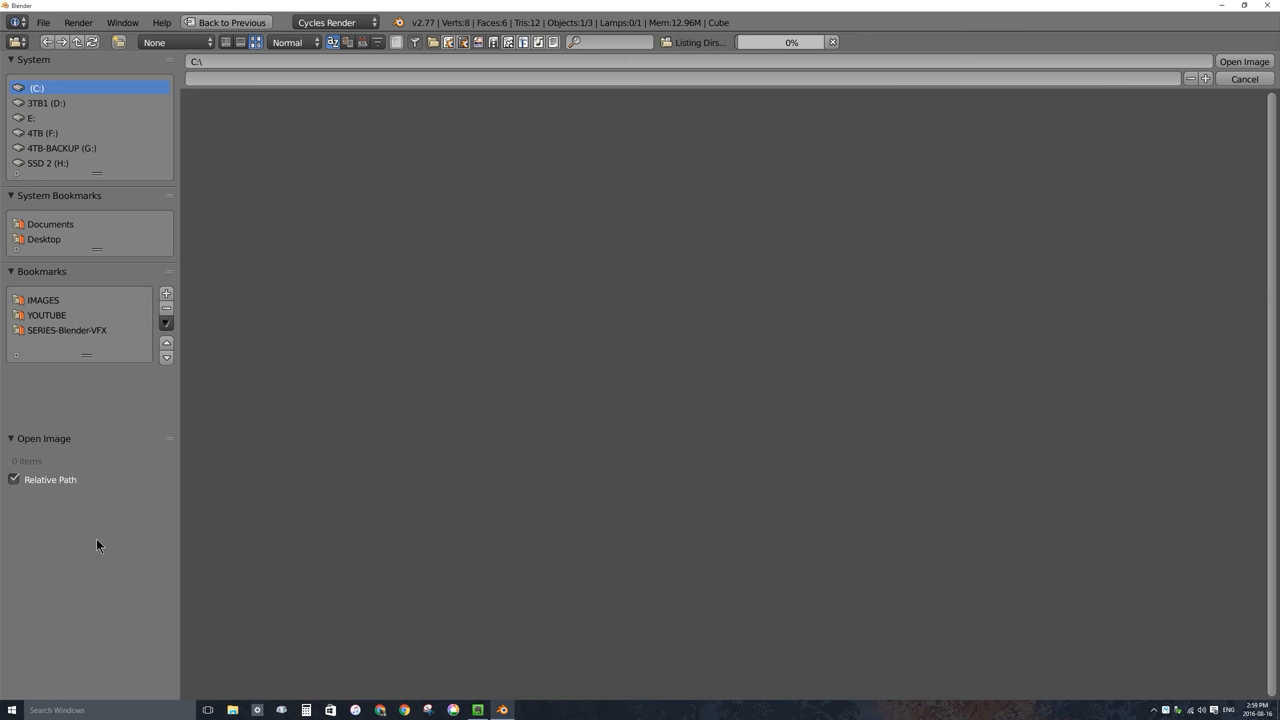 Blender
File Render Window Help Back to Previous Cycles Render v2.77 | Verts:8 | Faces:6 | Tris:12 | Objects:1/3 | Lamps:0/1 | Mem:12.96M | Cube
None Normal Listing Dirs... 0%
System
C:\ Open Image
Cancel
(C:)
3TB1 (D:)
E:
4TB (F:)
4TB-BACKUP (G:)
SSD 2 (H:)
System Bookmarks
Documents
Desktop
Bookmarks
IMAGES
YOUTUBE
SERIES-Blender-VFX
Open Image
0 items
Relative Path
Search Windows
ENG
2:59 PM
2016-08-16